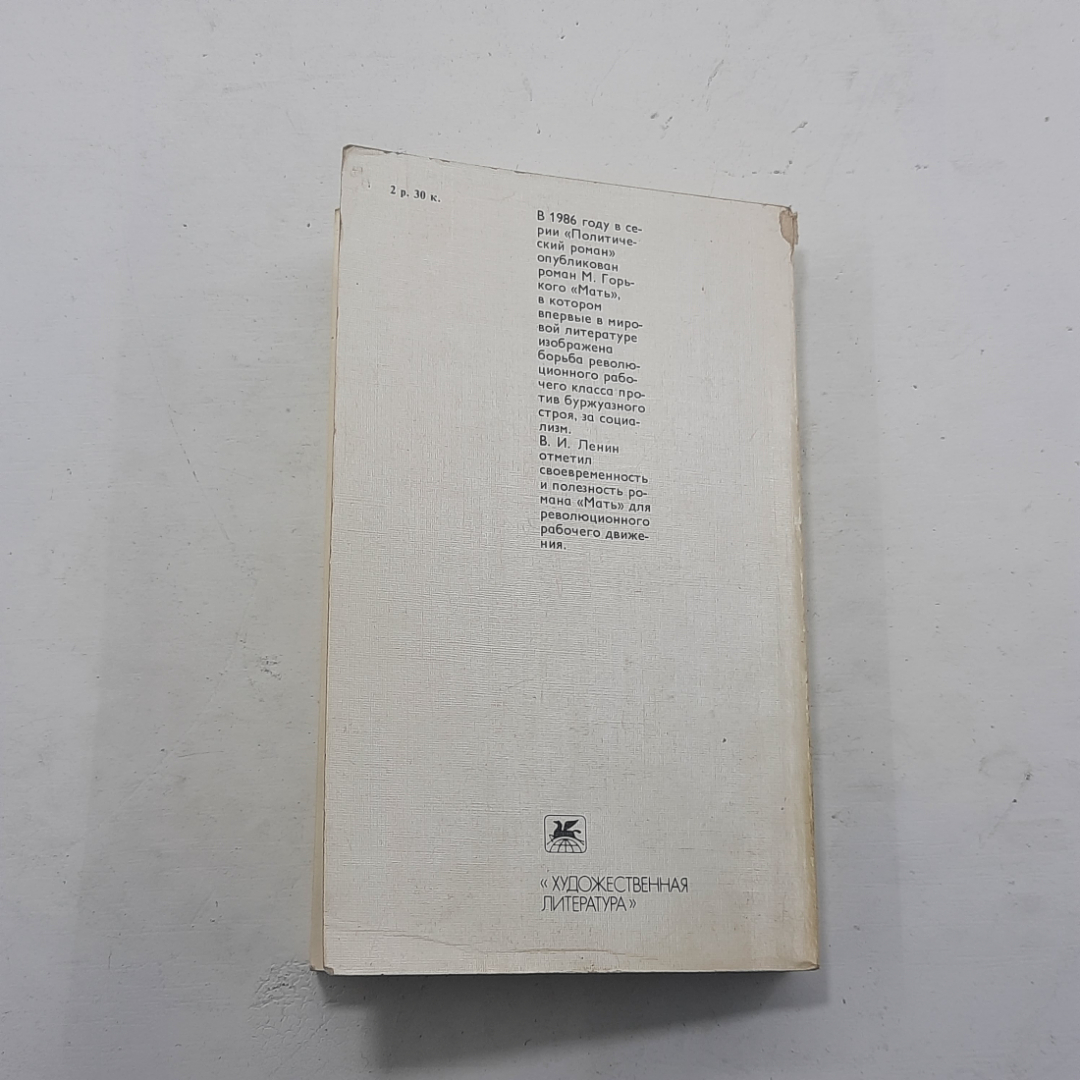 2 р. 30 к.
В 1986 году в се-
рии «Политиче-
ский роман»
опубликован
роман М. Горь-
кого «Мать»,
в котором
впервые в миро-
вой литературе
изображена
борьба револю-
ционного рабо-
чего класса про-
тив буржуазного
строя, за социа-
лизм.
В. И. Ленин
отметил
своевременность
и полезность ро-
мана «Мать» для
революционного
рабочего движе-
ния.
«ХУДОЖЕСТВЕННАЯ
ЛИТЕРАТУРА»